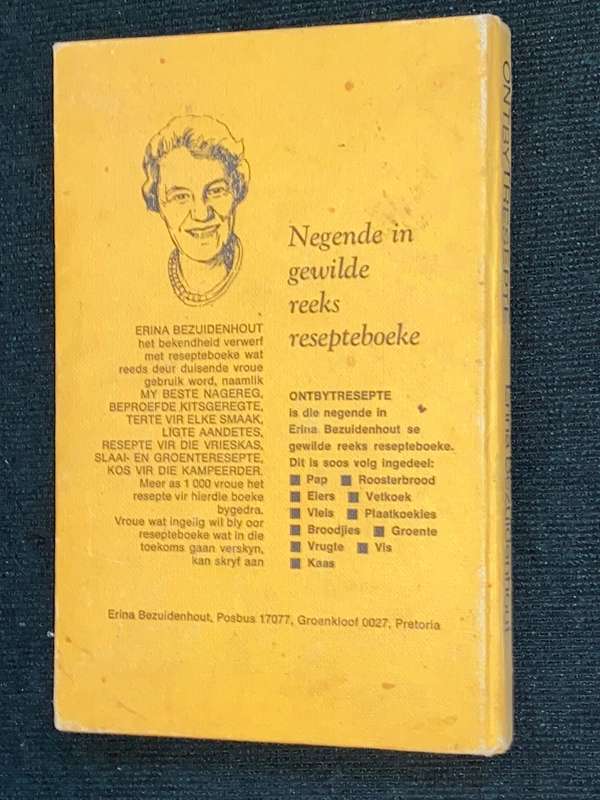 Negende in
gewilde
reeks
resepteboeke
ERINA BEZUIDENHOUT
het bekendheid verwerf
met resepteboeke wat
reeds deur duisende vroue
gebruik word, naamlik
MY BESTE NAGEREG,
BEPROEFDE KITSGEREGTE,
TERTE VIR ELKE SMAAK,
LIGTE AANDETES,
RESEPTE VIR DIE VRIESKAS,
SLAAI- EN GROENTERESEPTE,
KOS VIR DIE KAMPEERDER.
Meer as 1 000 vroue het
resepte vir hierdie boeke
bygedra.
Vroue wat ingelig wil bly oor
resepteboeke wat in die
toekoms gaan verskyn,
kan skryf aan
ONTBYTRESEPTE
is die negende in
Erina Bezuidenhout se
gewilde reeks resepteboeke.
Dit is soos volg ingedeel:
Pap Roosterbrood
Eiers Vetkoek
Vleis Plaatkoekies
Broodjies Groente
Vrugte Vis
Kaas
Erina Bezuidenhout, Posbus 17077, Groenkloof 0027, Pretoria
ONTBYTRESEPTE Erina Bezuidenhout